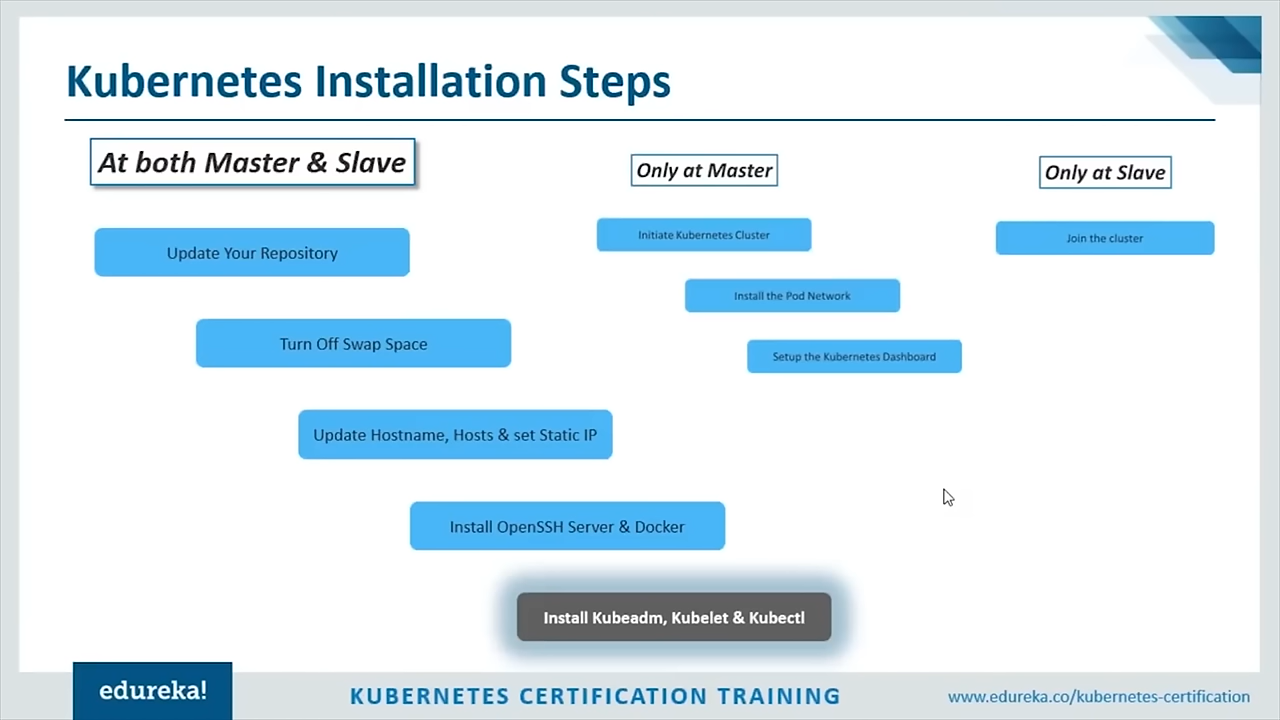 Kubernetes Installation Steps
At both Master & Slave
Update Your Repository
Turn Off Swap Space
Update Hostname, Hosts & set Static IP
Install OpenSSH Server & Docker
Install Kubeadm, Kubelet & Kubectl
Only at Master
Initiate Kubernetes Cluster
Install the Pod Network
Setup the Kubernetes Dashboard
Only at Slave
Join the cluster
edureka!
KUBERNETES CERTIFICATION TRAINING
www.edureka.co/kubernetes-certification